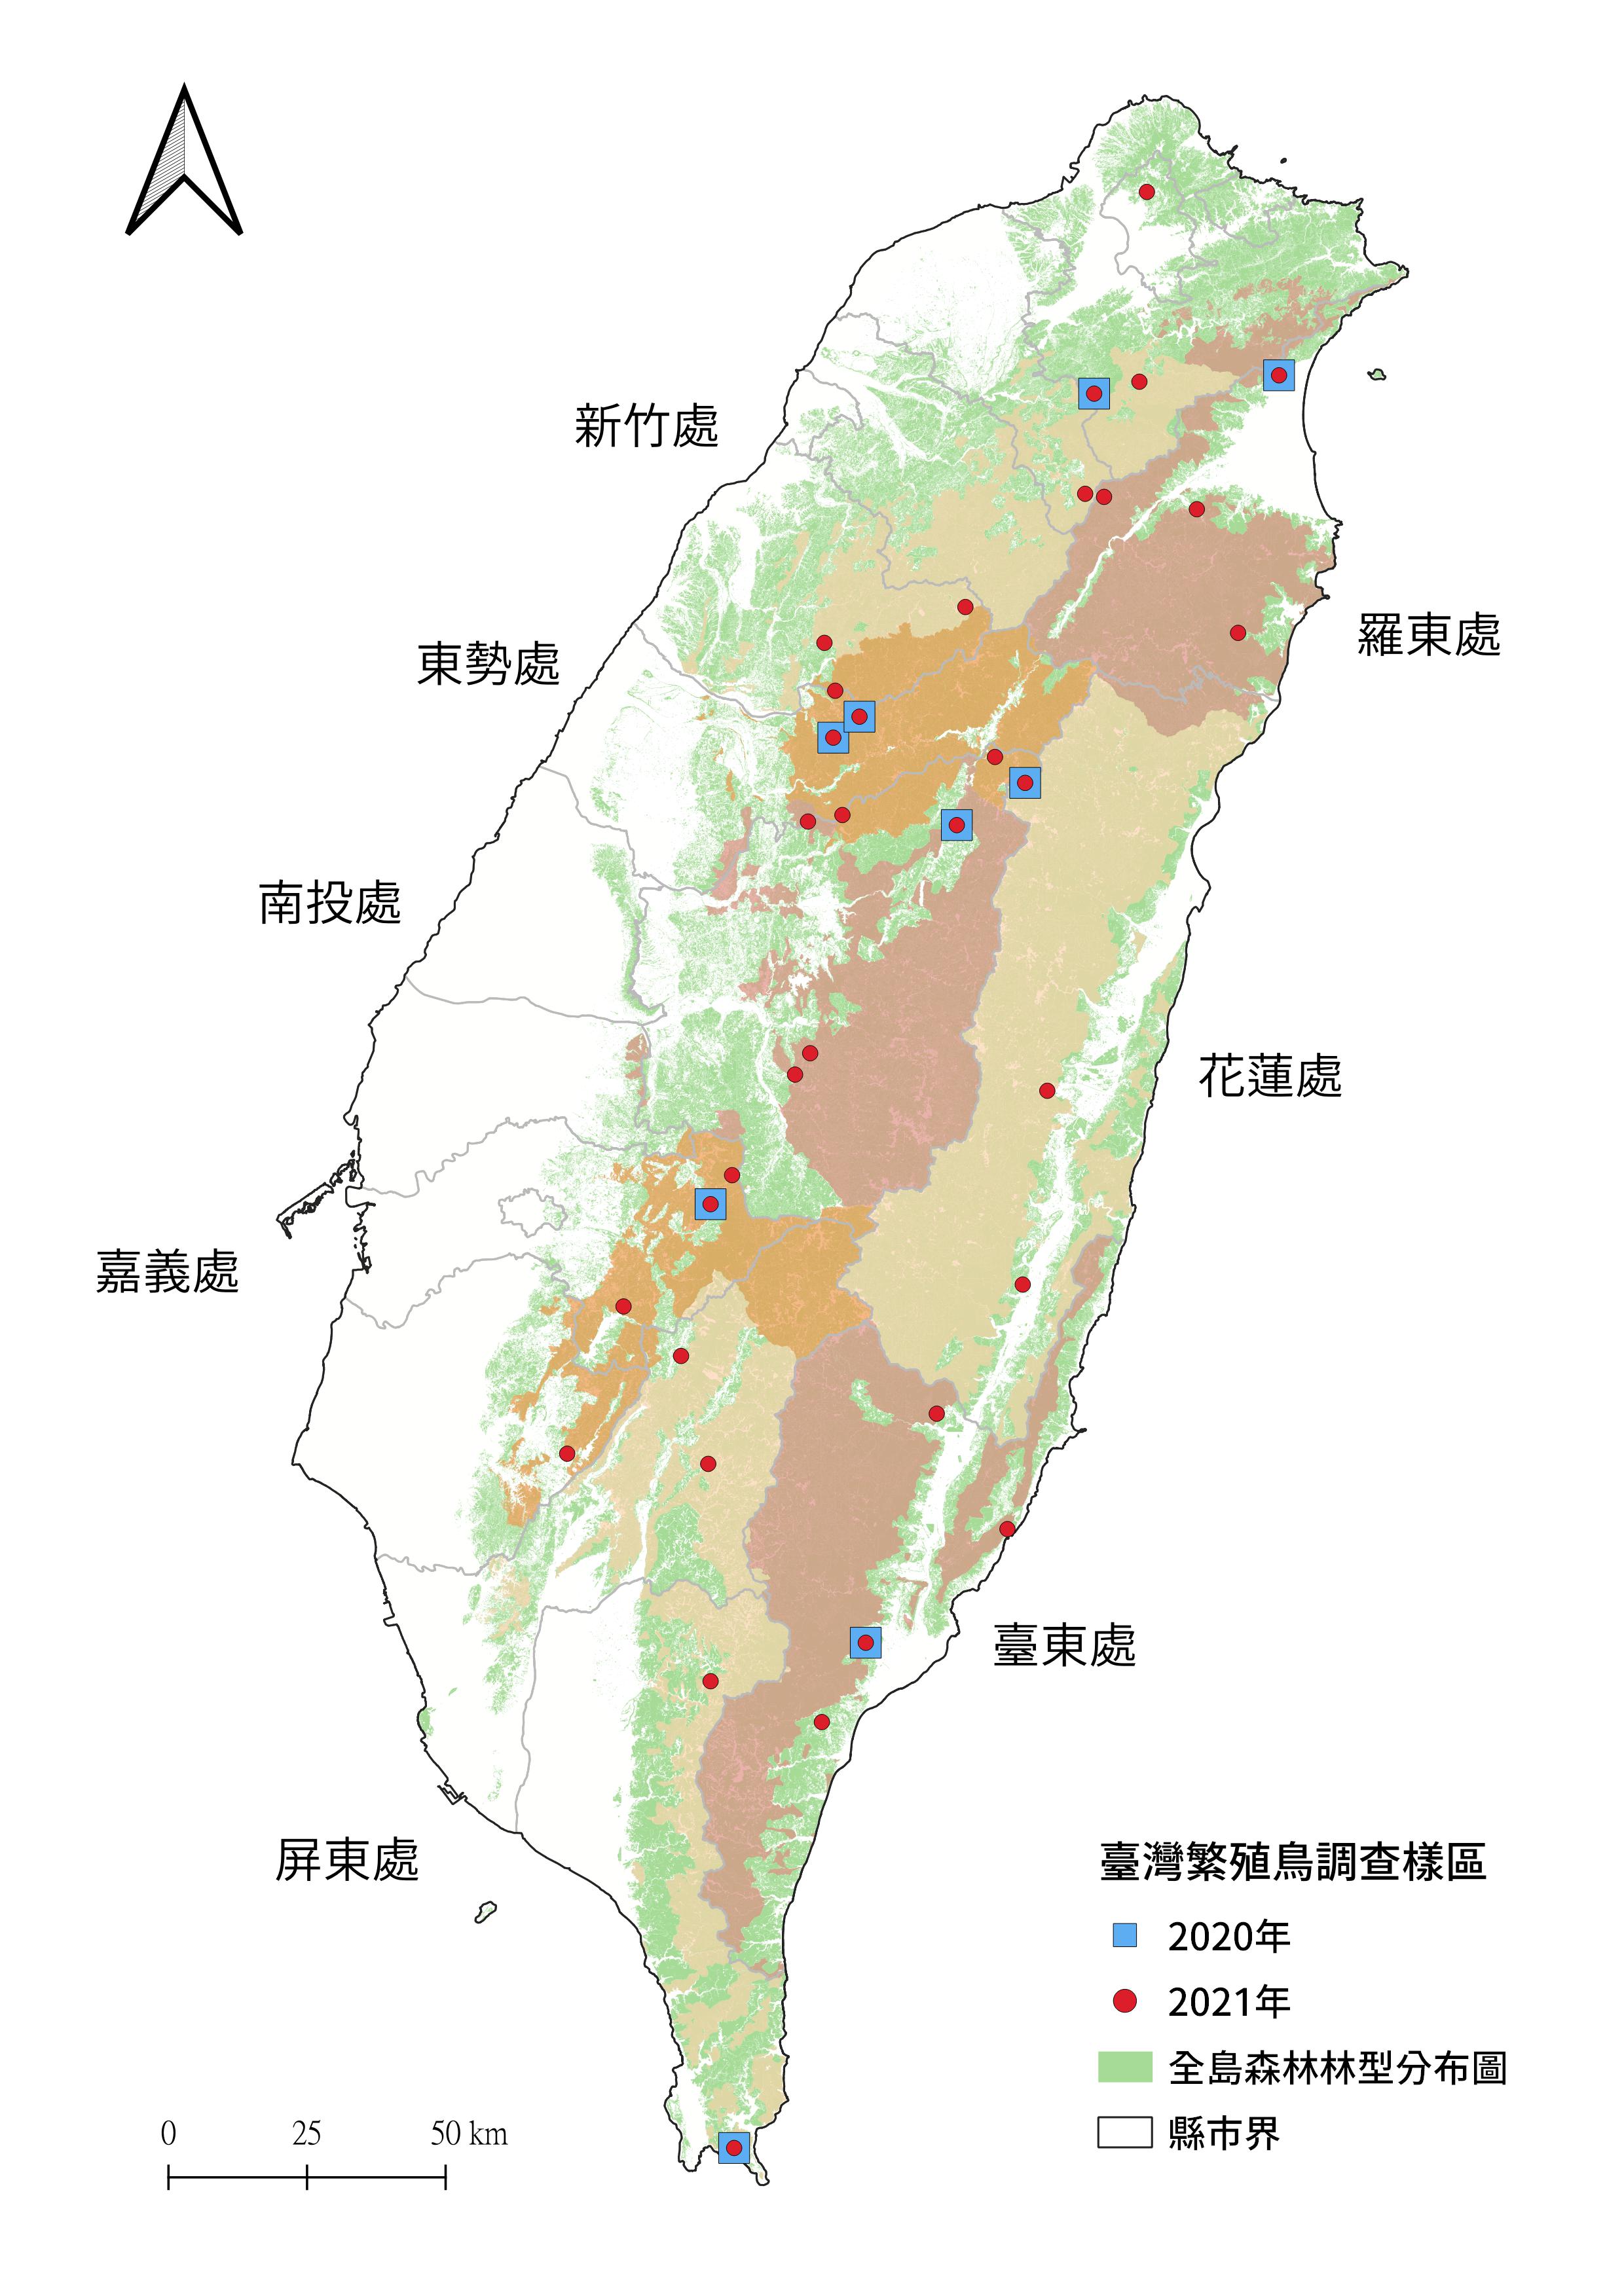 新竹處
羅東處
東勢處
南投處
花蓮處
嘉義處
臺東處
屏東處
臺灣繁殖鳥調查樣區
2020年
2021年
全島森林林型分布圖
縣市界
0 25 50 km